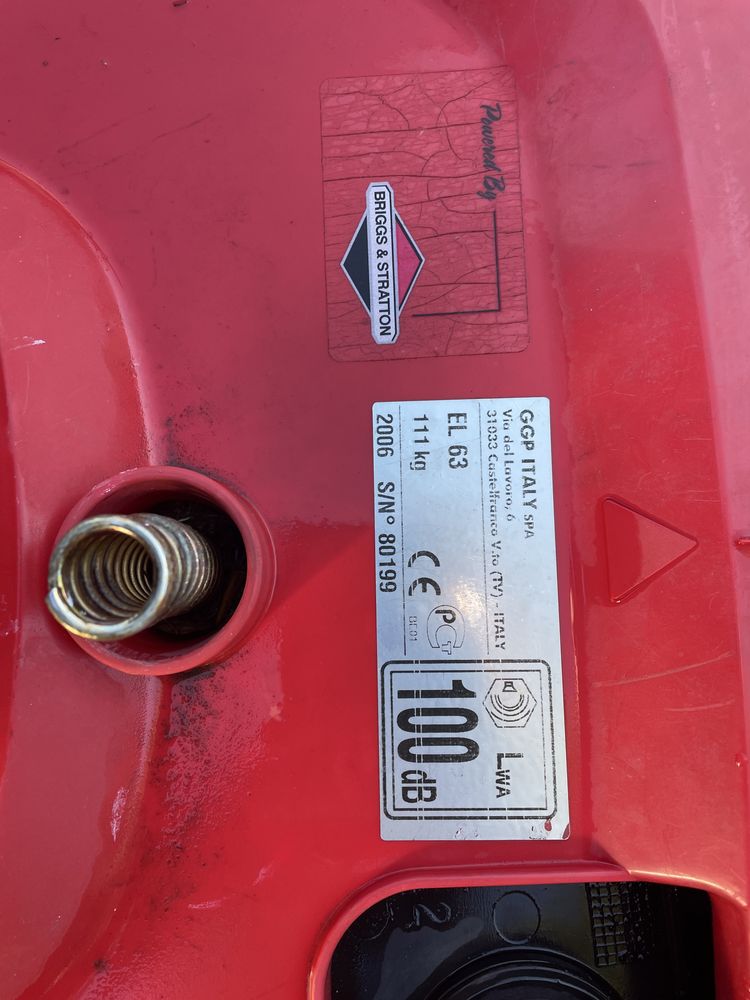 Powered By
BRIGGS & STRATTON
GGP ITALY SPA
Via del Lavoro, 6
31033 Castelfranco V.to (TV) - ITALY
EL 63
111 kg
2006 S/N° 80199
CE
LWA
100 dB
2